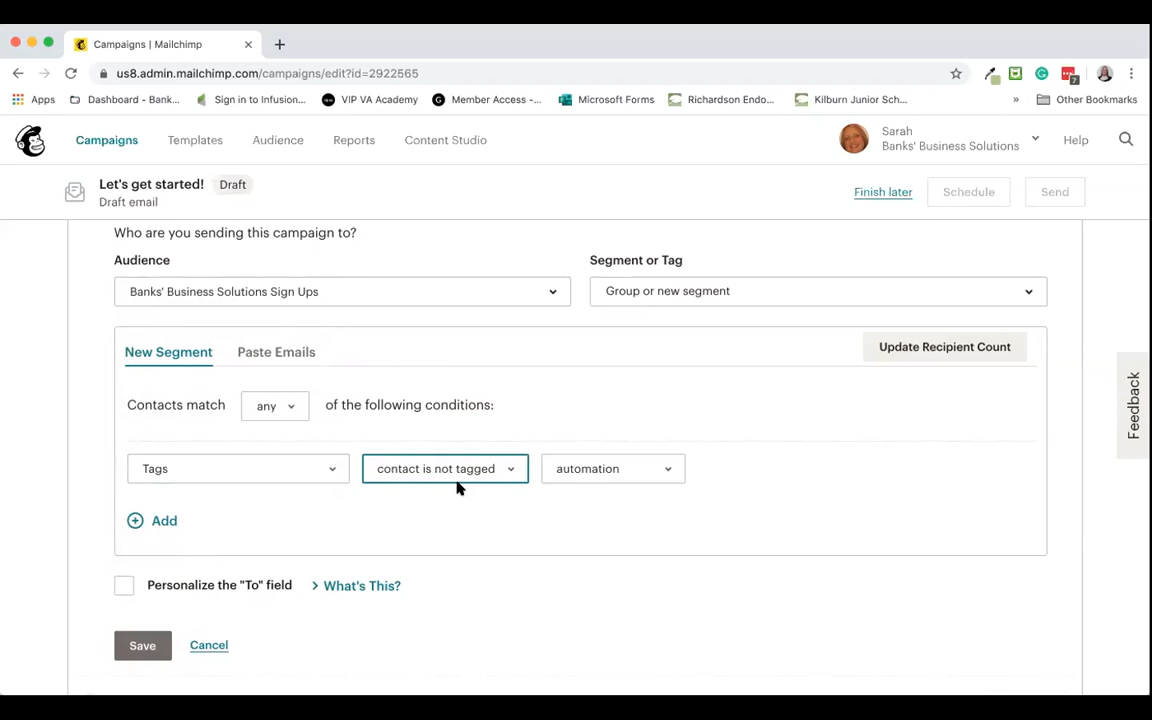 Campaigns | Mailchimp
us8.admin.mailchimp.com/campaigns/edit?id=2922565
7
Apps Dashboard - Bank... Sign in to Infusion... VIP VA Academy G Member Access -... Microsoft Forms Richardson Endo... Kilburn Junior Sch... » Other Bookmarks
Campaigns Templates Audience Reports Content Studio Sarah Help
Banks' Business Solutions
Let's get started! Draft
Draft email
Finish later Schedule Send
Who are you sending this campaign to?
Audience Segment or Tag
Banks' Business Solutions Sign Ups Group or new segment
New Segment Paste Emails Update Recipient Count
Contacts match any of the following conditions:
Tags contact is not tagged automation
Add
Personalize the "To" field What's This?
Save Cancel
Feedback